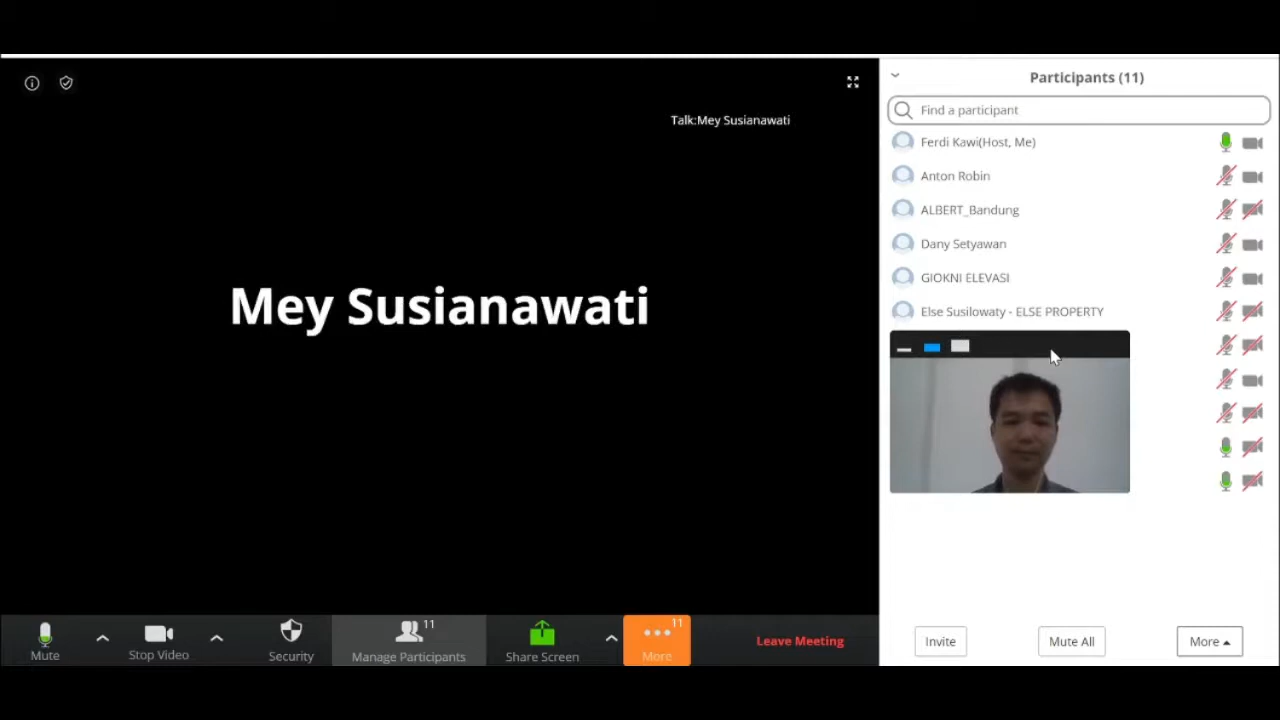 Talk:Mey Susianawati
Mey Susianawati
Participants (11)
Find a participant
Ferdi Kawi(Host, Me)
Anton Robin
ALBERT_Bandung
Dany Setyawan
GIOKNI ELEVASI
Else Susilowaty - ELSE PROPERTY
Mute
Stop Video
Security
11
Manage Participants
Share Screen
11
More
Leave Meeting
Invite
Mute All
More